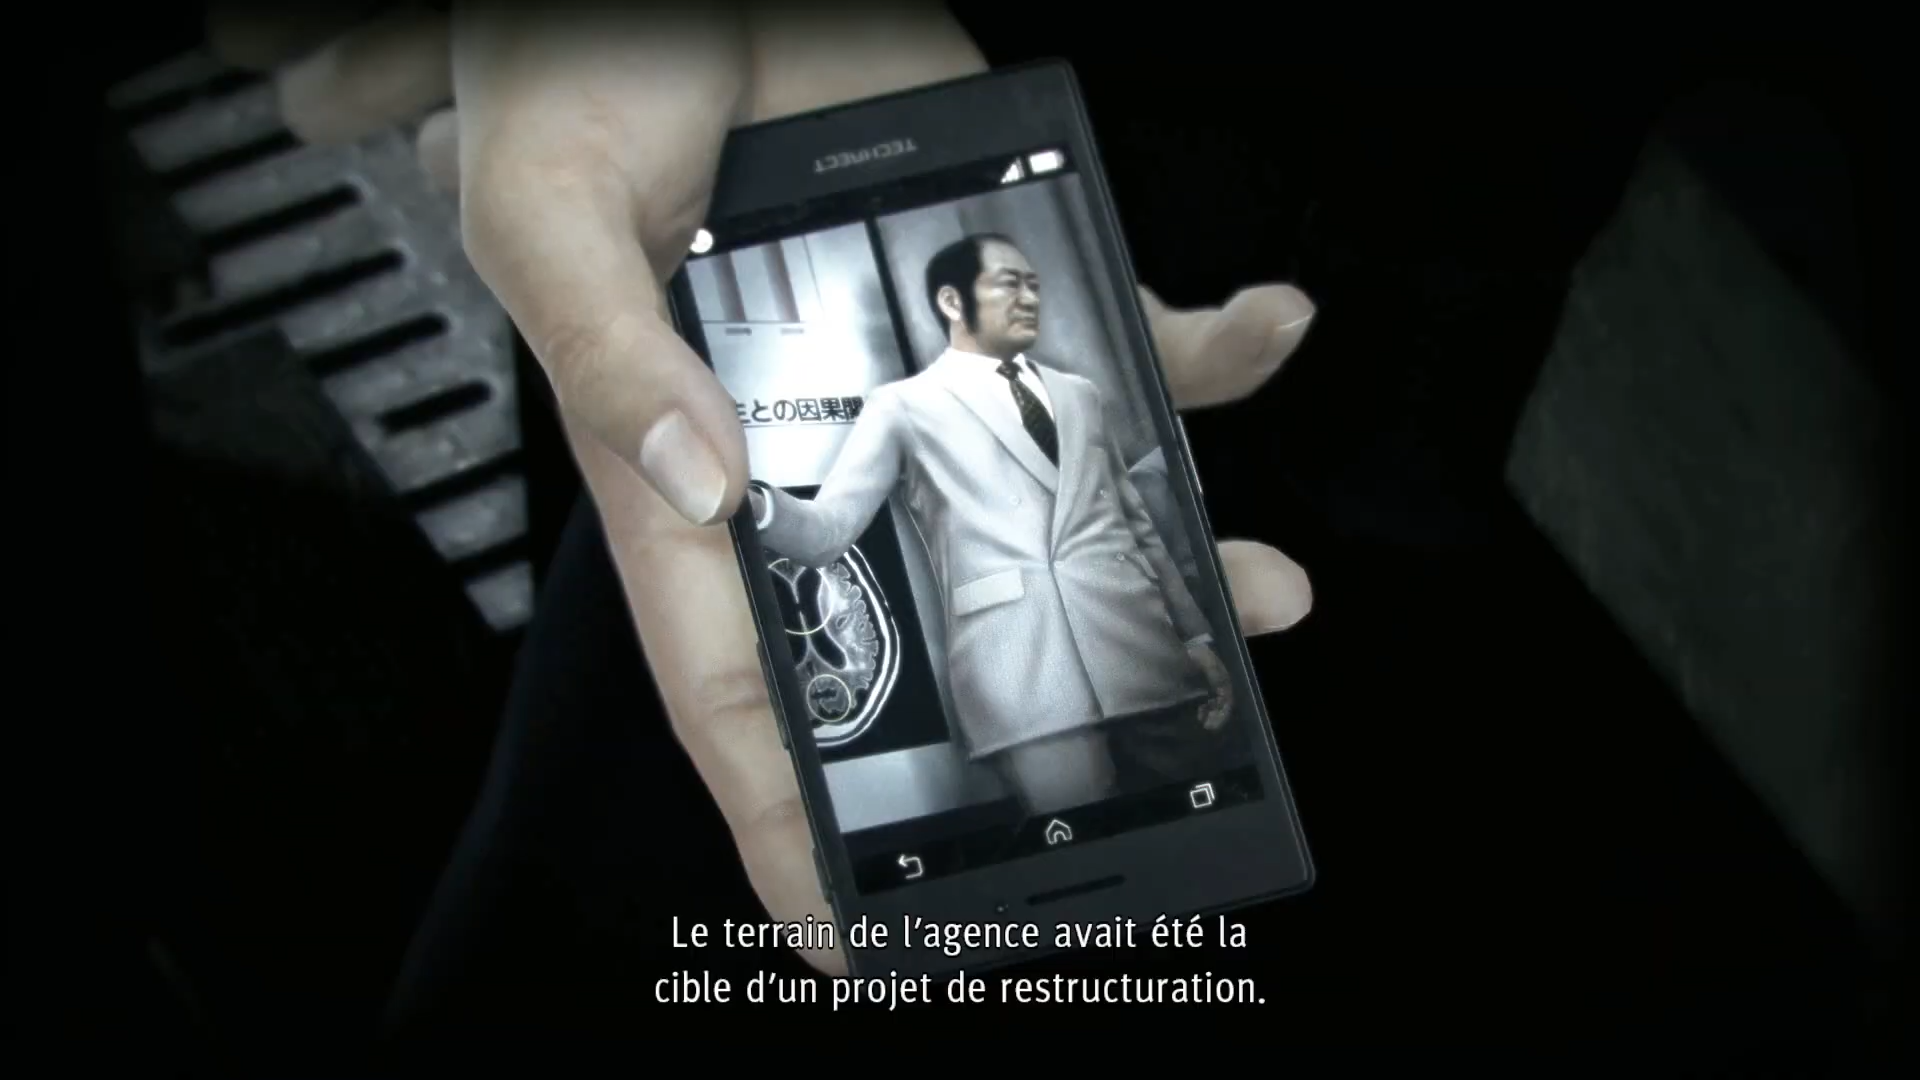 TECHNECT
との因果関
Le terrain de l'agence avait été la
cible d'un projet de restructuration.